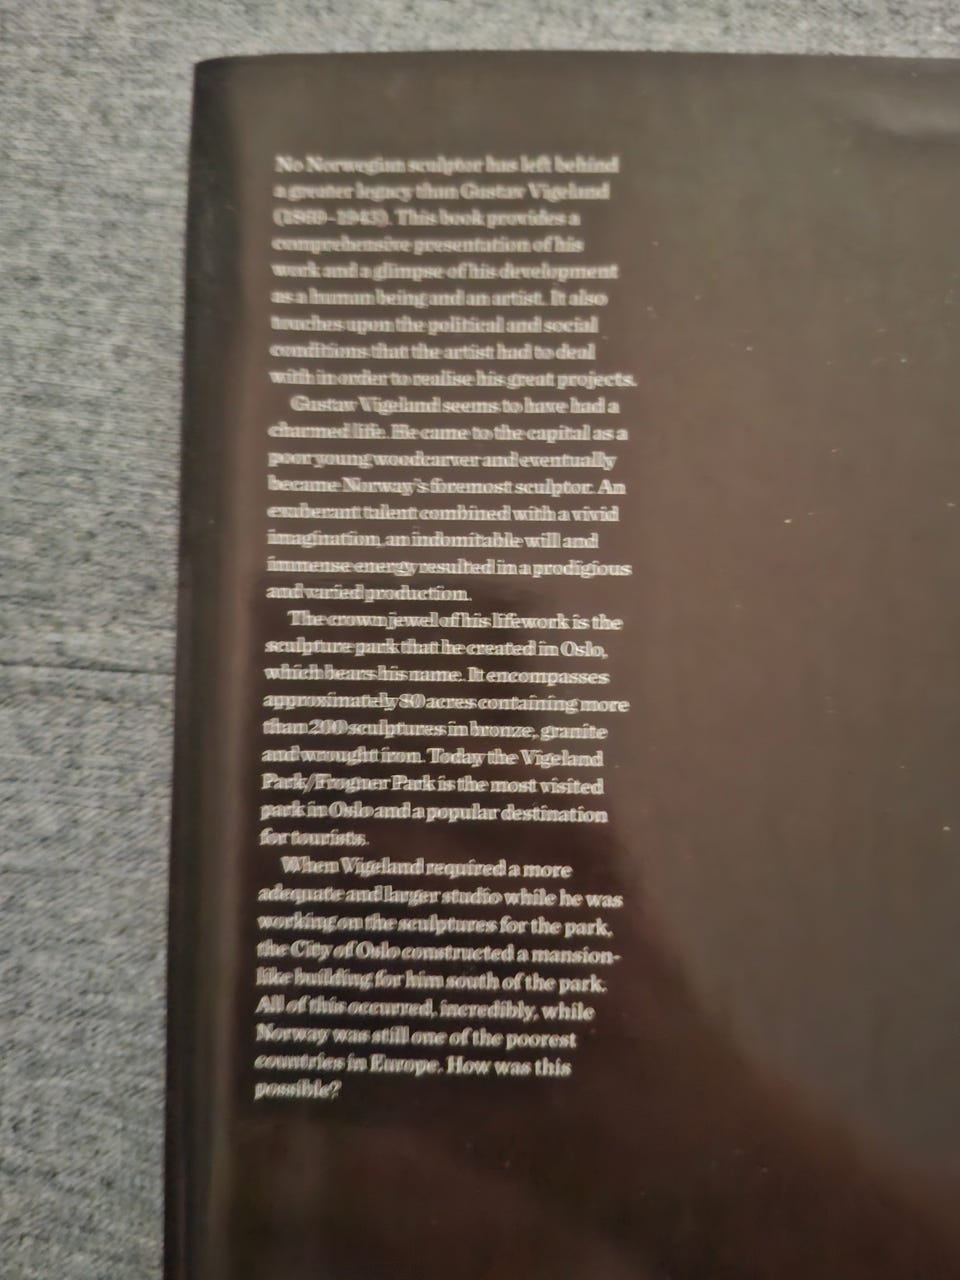 No Norwegian sculptor has left behind
a greater legacy than Gustav Vigeland
(1869–1943). This book provides a
comprehensive presentation of his
work and a glimpse of his development
as a human being and an artist. It also
touches upon the political and social
conditions that the artist had to deal
with in order to realise his great projects.
Gustav Vigeland seems to have had a
charmed life. He came to the capital as a
poor young woodcarver and eventually
became Norway's foremost sculptor. An
exuberant talent combined with a vivid
imagination, an indomitable will and
immense energy resulted in a prodigious
and varied production.
The crown jewel of his lifework is the
sculpture park that he created in Oslo,
which bears his name. It encompasses
approximately 80 acres containing more
than 200 sculptures in bronze, granite
and wrought iron. Today the Vigeland
Park/Frogner Park is the most visited
park in Oslo and a popular destination
for tourists.
When Vigeland required a more
adequate and larger studio while he was
working on the sculptures for the park,
the City of Oslo constructed a mansion-
like building for him south of the park.
All of this occurred, incredibly, while
Norway was still one of the poorest
countries in Europe. How was this
possible?